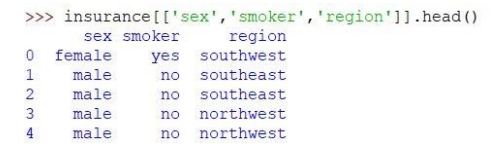 >>> insurance[['sex','smoker','region']].head()
      sex smoker     region
0  female    yes  southwest
1    male     no  southeast
2    male     no  southeast
3    male     no  northwest
4    male     no  northwest